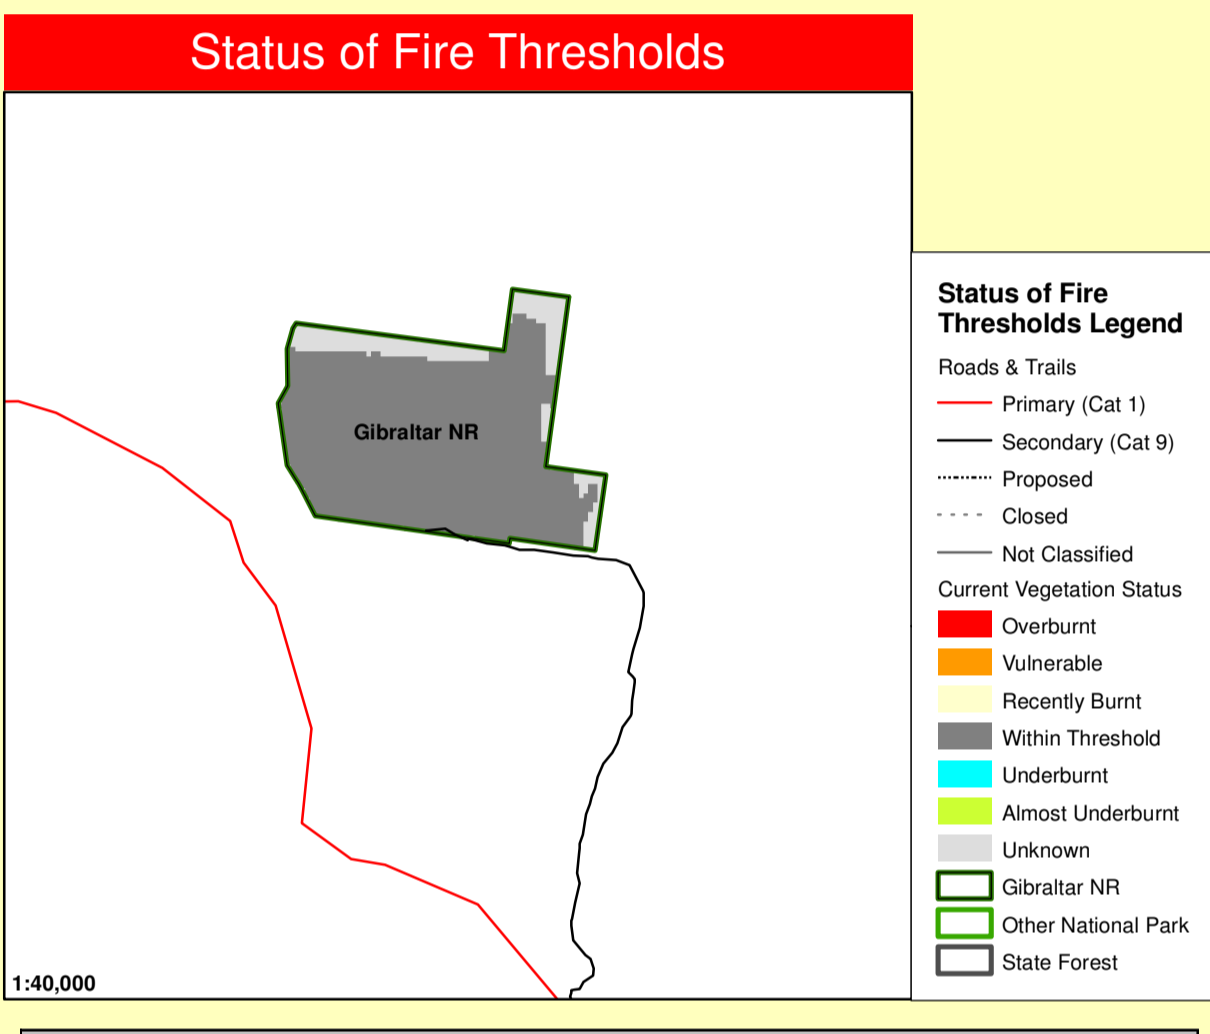 Status of Fire Thresholds
Gibraltar NR
1:40,000
Status of Fire
Thresholds Legend
Roads & Trails
Primary (Cat 1)
Secondary (Cat 9)
Proposed
Closed
Not Classified
Current Vegetation Status
Overburnt
Vulnerable
Recently Burnt
Within Threshold
Underburnt
Almost Underburnt
Unknown
Gibraltar NR
Other National Park
State Forest